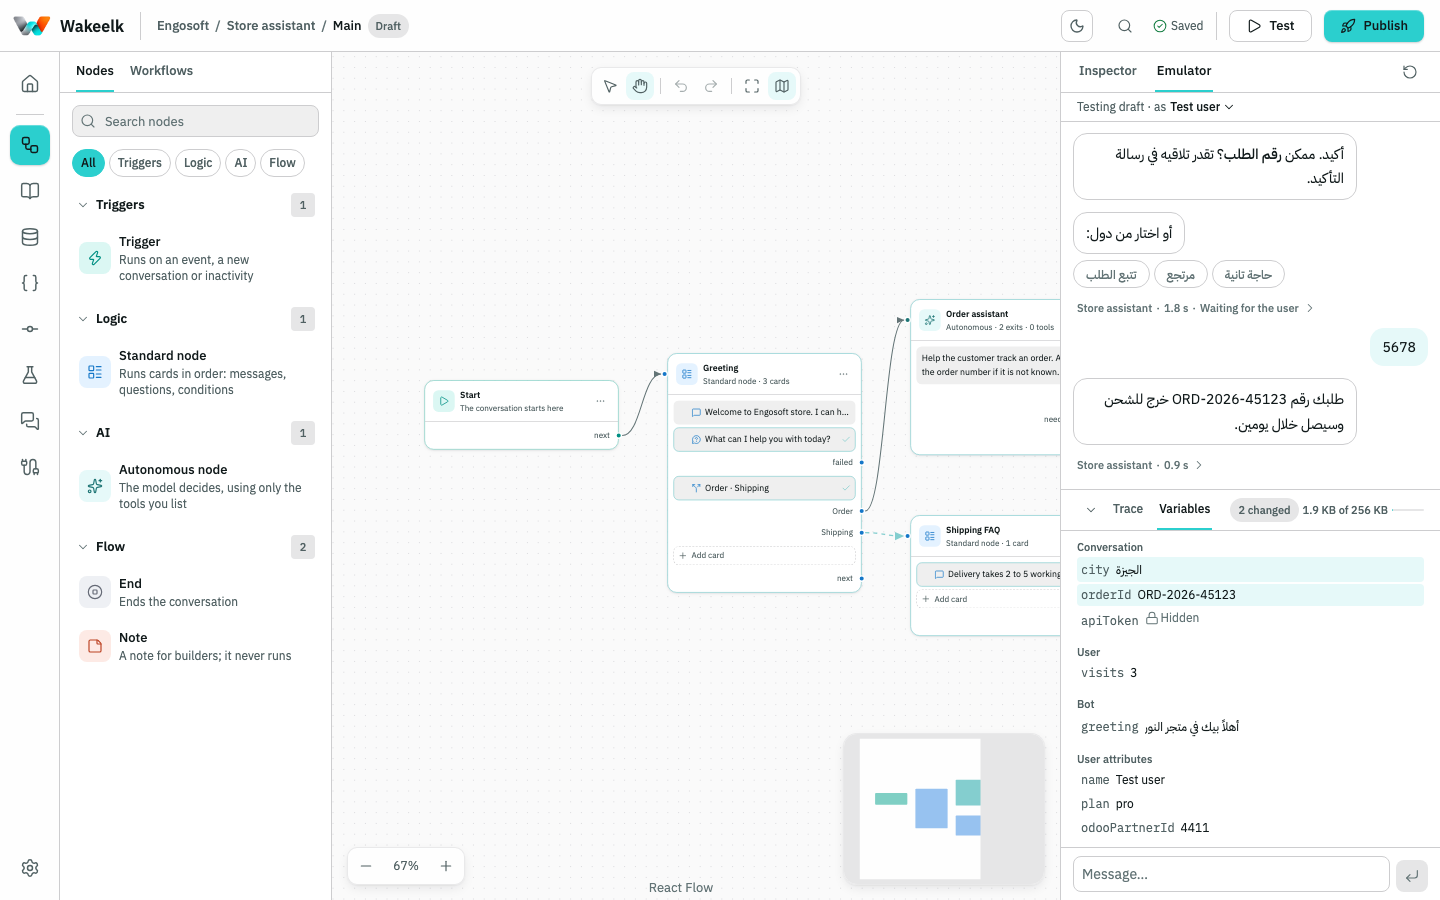 Wakeelk
Engosoft / Store assistant / Main Draft
Saved
Test
Publish
Nodes
Workflows
Search nodes
All
Triggers
Logic
AI
Flow
Triggers
1
Trigger
Runs on an event, a new
conversation or inactivity
Logic
1
Standard node
Runs cards in order: messages,
questions, conditions
AI
1
Autonomous node
The model decides, using only the
tools you list
Flow
2
End
Ends the conversation
Note
A note for builders; it never runs
Start
The conversation starts here
next
Greeting
Standard node · 3 cards
Welcome to Engosoft store. I can h...
What can I help you with today?
failed
Order · Shipping
Order
Shipping
+ Add card
next
Order assistant
Autonomous · 2 exits · 0 tools
Help the customer track an order. A
the order number if it is not known.
need
Shipping FAQ
Standard node · 1 card
Delivery takes 2 to 5 working
+ Add card
67%
React Flow
Inspector
Emulator
Testing draft · as Test user
أكيد. ممكن رقم الطلب؟ تقدر تلاقيه في رسالة
التأكيد.
أو اختار من دول:
تتبع الطلب
مرتجع
حاجة تانية
Store assistant · 1.8 s · Waiting for the user
5678
طلبك رقم ORD-2026-45123 خرج للشحن
وسيصل خلال يومين.
Store assistant · 0.9 s
Trace
Variables
2 changed
1.9 KB of 256 KB
Conversation
city الجيزة
orderId ORD-2026-45123
apiToken Hidden
User
visits 3
Bot
greeting أهلاً بيك في متجر النور
User attributes
name Test user
plan pro
odooPartnerId 4411
Message...